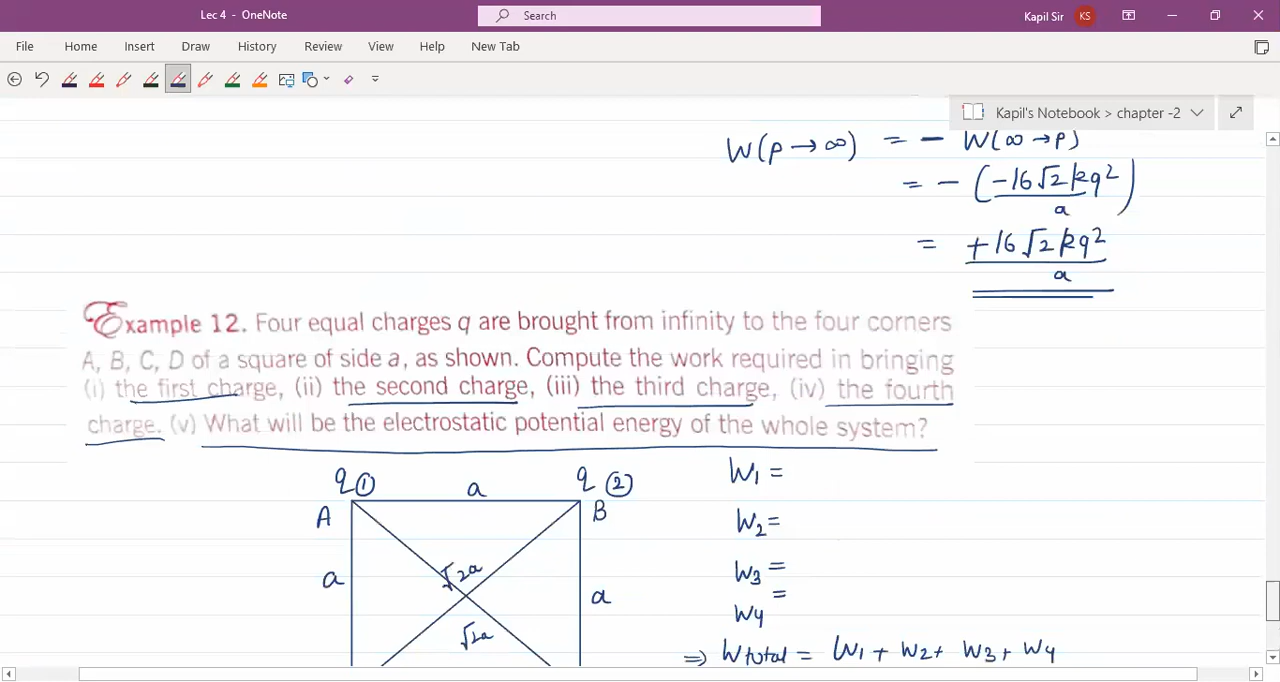 Lec 4 - OneNote
Search
Kapil Sir KS
File Home Insert Draw History Review View Help New Tab
Kapil's Notebook > chapter -2
W(p→∞) = - W(∞→p)
= - (-16√2kq²/a)
= +16√2kq²/a
Example 12. Four equal charges q are brought from infinity to the four corners
A, B, C, D of a square of side a, as shown. Compute the work required in bringing
(i) the first charge, (ii) the second charge, (iii) the third charge, (iv) the fourth
charge. (v) What will be the electrostatic potential energy of the whole system?
q ① a q ②
A B
W₁ =
W₂ =
a √2a a
W₃ =
=
W₄
√2a
⇒ Wtotal = W₁ + W₂ + W₃ + W₄